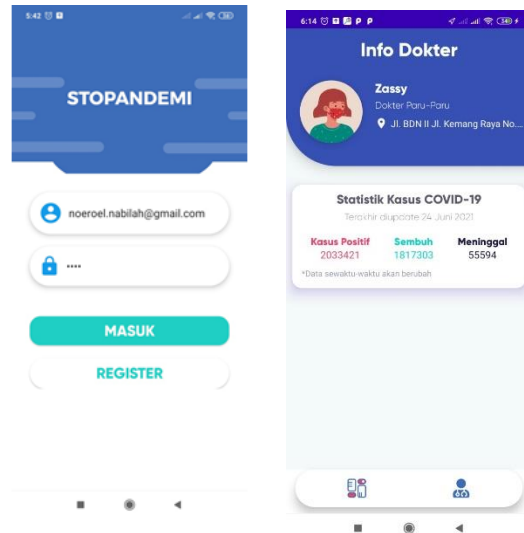 5:42
STOPANDEMI
noeroel.nabilah@gmail.com
••••
MASUK
REGISTER
6:14
Info Dokter
Zassy
Dokter Paru-Paru
Jl. BDN II Jl. Kemang Raya No...
Statistik Kasus COVID-19
Terakhir diupdate 24 Juni 2021
Kasus Positif Sembuh Meninggal
2033421 1817303 55594
*Data sewaktu-waktu akan berubah